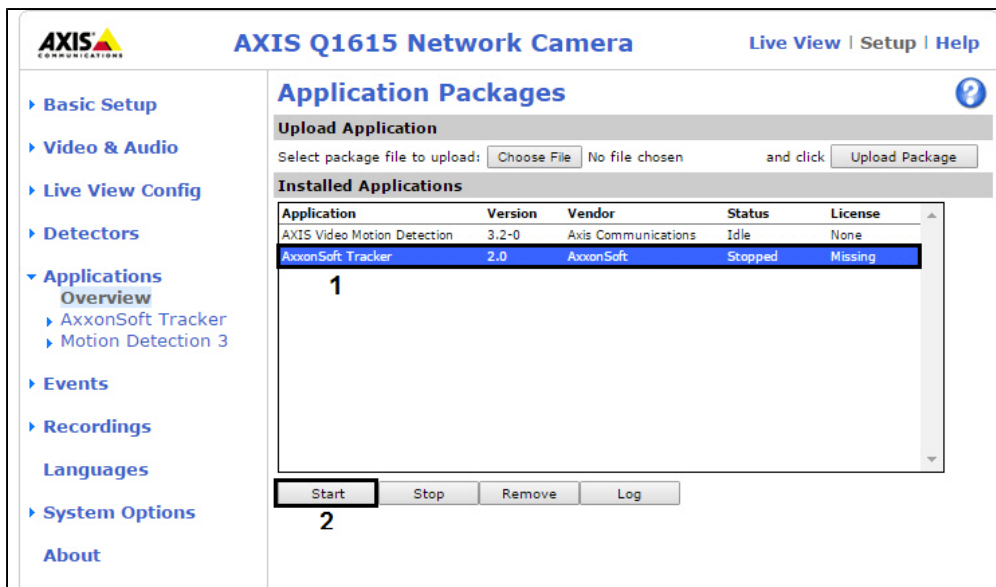 AXIS
COMMUNICATIONS
AXIS Q1615 Network Camera
Live View | Setup | Help
Basic Setup
Video & Audio
Live View Config
Detectors
Applications
Overview
AxxonSoft Tracker
Motion Detection 3
Events
Recordings
Languages
System Options
About
Application Packages
?
Upload Application
Select package file to upload: Choose File No file chosen and click Upload Package
Installed Applications
Application Version Vendor Status License
AXIS Video Motion Detection 3.2-0 Axis Communications Idle None
AxxonSoft Tracker 2.0 AxxonSoft Stopped Missing
1
Start Stop Remove Log
2